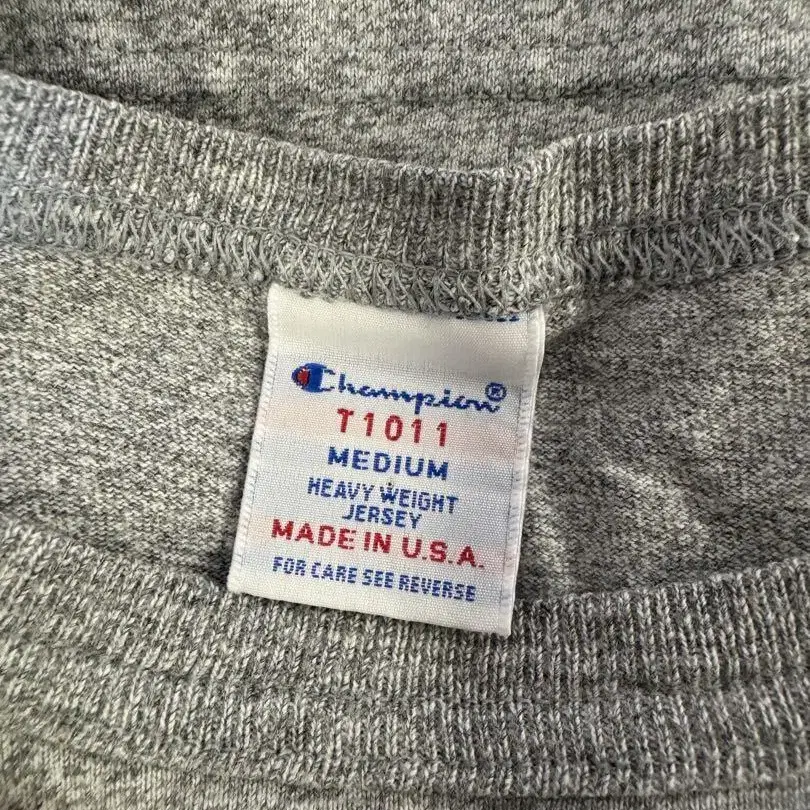 Champion®
T1011
MEDIUM
HEAVY WEIGHT
JERSEY
MADE IN U.S.A.
FOR CARE SEE REVERSE